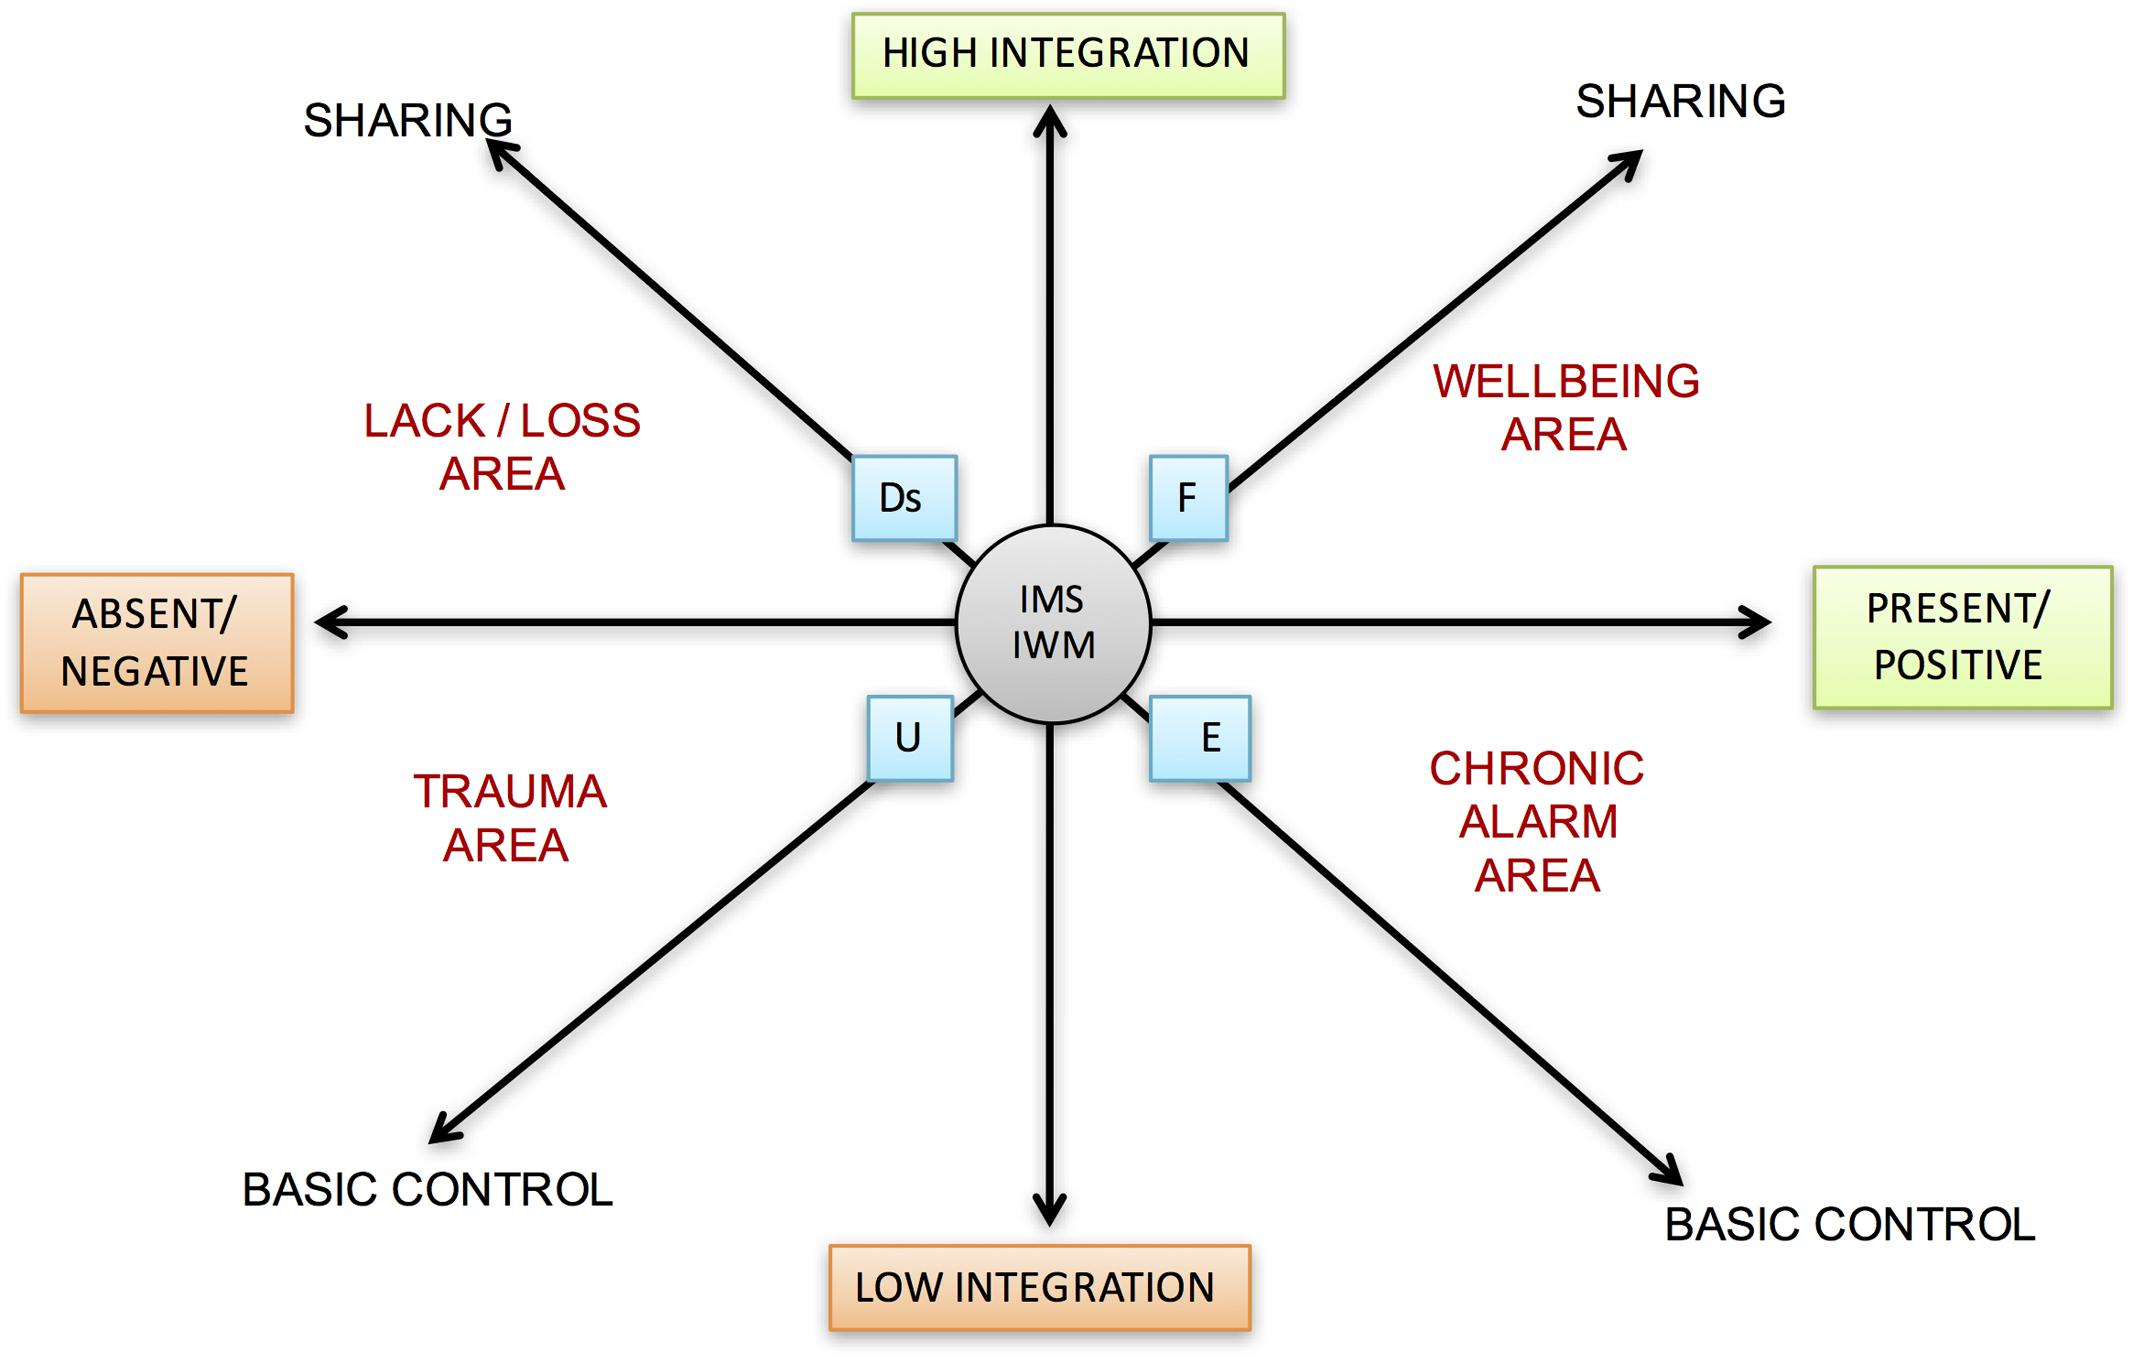 HIGH INTEGRATION
SHARING
SHARING
LACK / LOSS
AREA
WELLBEING
AREA
Ds
F
ABSENT/
NEGATIVE
IMS
IWM
PRESENT/
POSITIVE
U
E
TRAUMA
AREA
CHRONIC
ALARM
AREA
BASIC CONTROL
BASIC CONTROL
LOW INTEGRATION